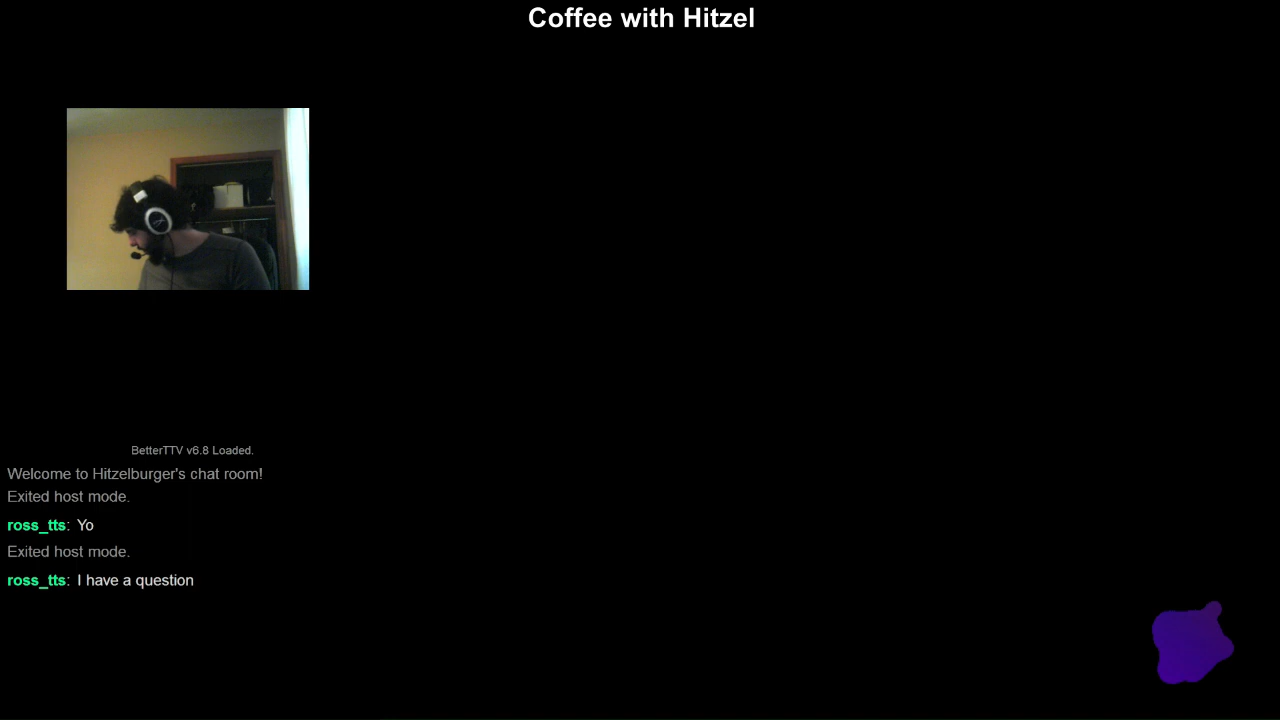 Coffee with Hitzel
BetterTTV v6.8 Loaded.
Welcome to Hitzelburger's chat room!
Exited host mode.
ross_tts: Yo
Exited host mode.
ross_tts: I have a question